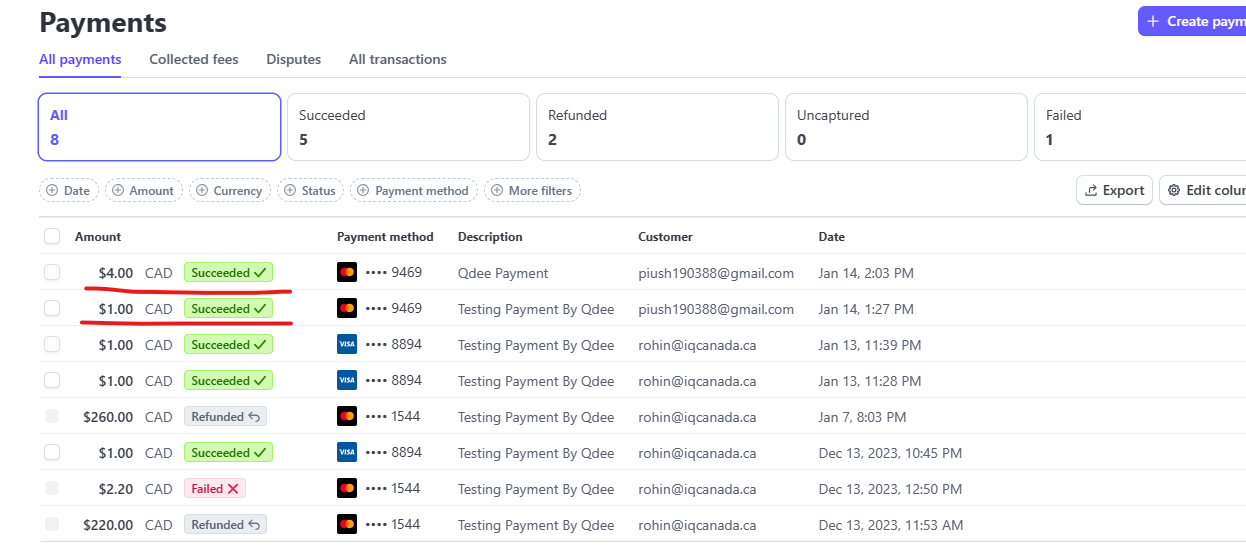 Payments
Create paym
All payments Collected fees Disputes All transactions
All Succeeded Refunded Uncaptured Failed
8 5 2 0 1
Date Amount Currency Status Payment method More filters Export Edit colur
Amount Payment method Description Customer Date
$4.00 CAD Succeeded •••• 9469 Qdee Payment piush190388@gmail.com Jan 14, 2:03 PM
$1.00 CAD Succeeded •••• 9469 Testing Payment By Qdee piush190388@gmail.com Jan 14, 1:27 PM
$1.00 CAD Succeeded VISA •••• 8894 Testing Payment By Qdee rohin@iqcanada.ca Jan 13, 11:39 PM
$1.00 CAD Succeeded VISA •••• 8894 Testing Payment By Qdee rohin@iqcanada.ca Jan 13, 11:28 PM
$260.00 CAD Refunded •••• 1544 Testing Payment By Qdee rohin@iqcanada.ca Jan 7, 8:03 PM
$1.00 CAD Succeeded VISA •••• 8894 Testing Payment By Qdee rohin@iqcanada.ca Dec 13, 2023, 10:45 PM
$2.20 CAD Failed •••• 1544 Testing Payment By Qdee rohin@iqcanada.ca Dec 13, 2023, 12:50 PM
$220.00 CAD Refunded •••• 1544 Testing Payment By Qdee rohin@iqcanada.ca Dec 13, 2023, 11:53 AM